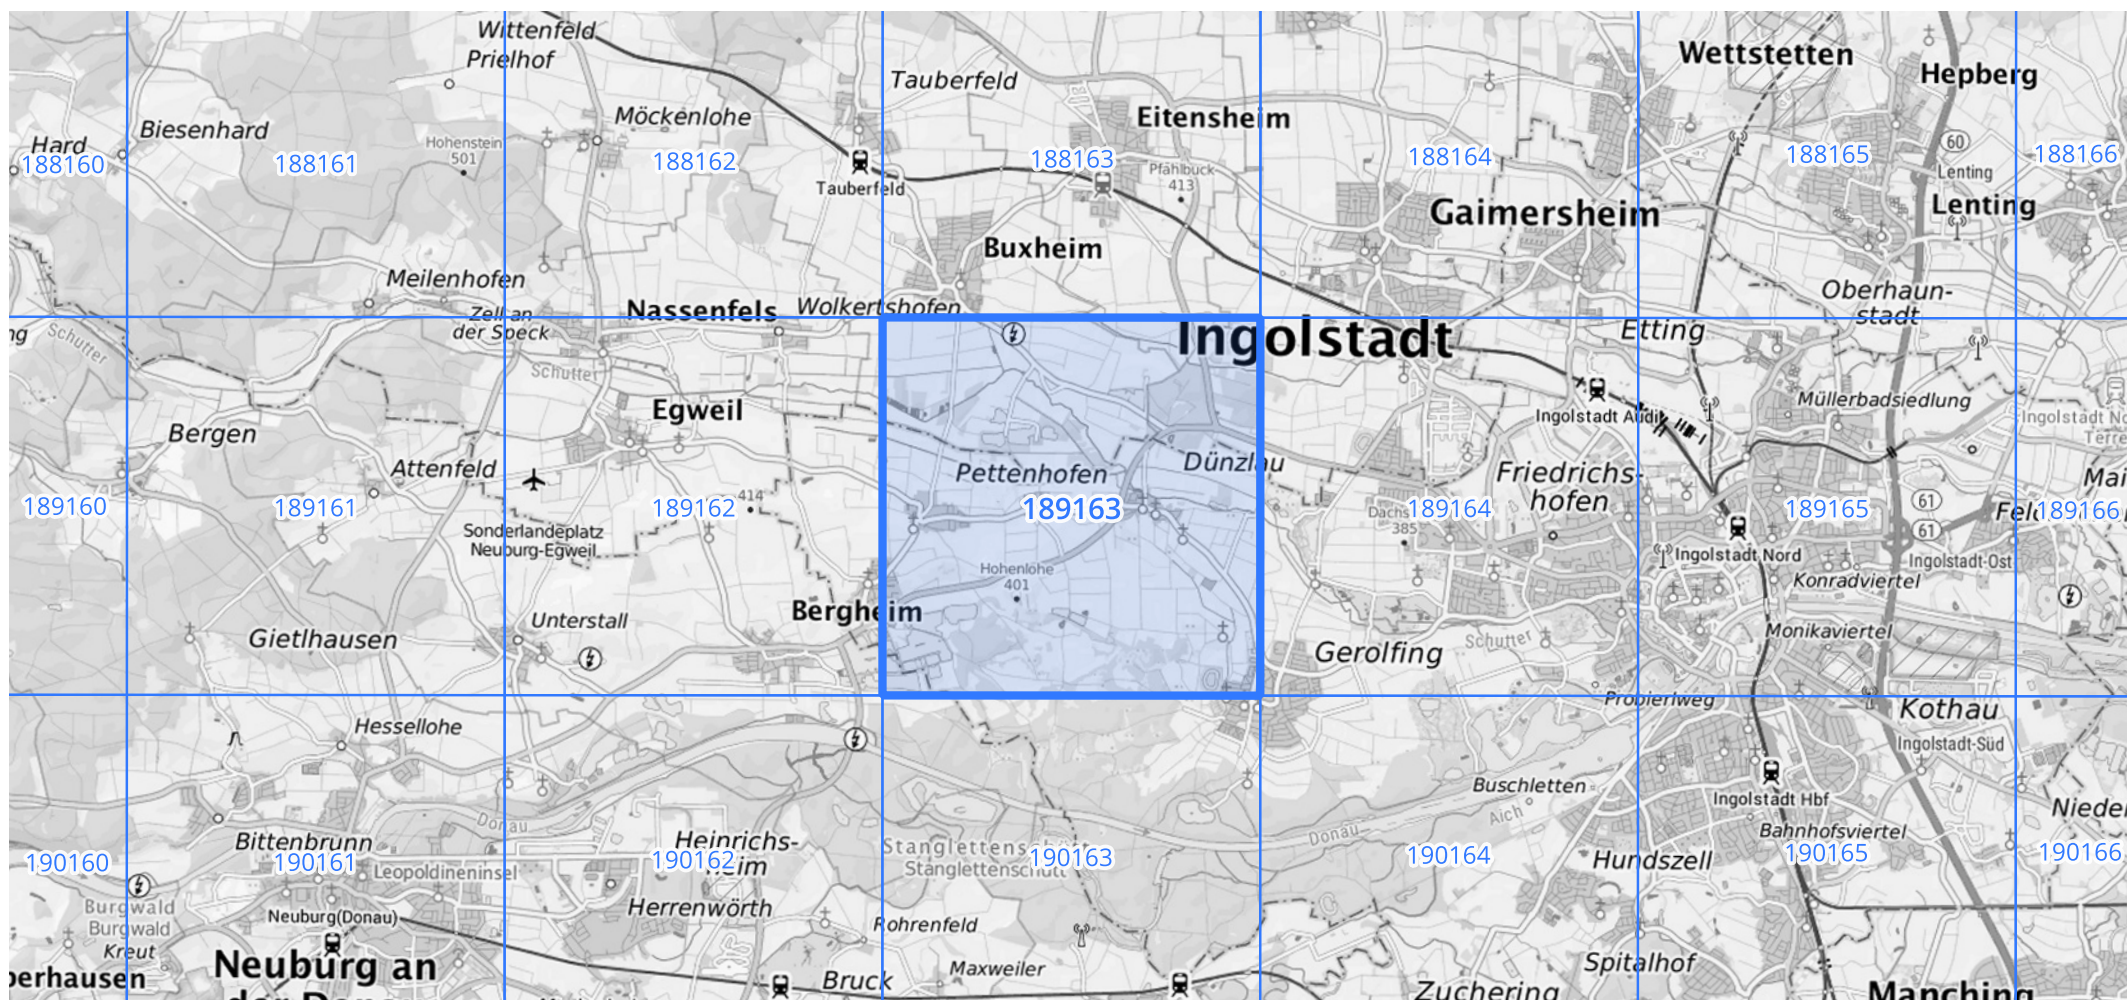 Wittenfeld
Prielhof
Tauberfeld
Wettstetten
Hepberg
Möckenlohe
Eitensheim
Biesenhard
Hard
Hohenstein
501
60
188160
188161
188162
188163
188164
188165
188166
Tauberfeld
Pfahlbuck
413
Lenting
Lenting
Gaimersheim
Buxheim
Meilenhofen
Oberhaun-
stadt
Nassenfels
Wolkertshofen
Zell an
der Speck
Schutter
Ingolstadt
Etting
Schutter
Ingolstadt Audi
Müllerbadsiedlung
Egweil
Bergen
Attenfeld
Pettenhofen
Dünzlau
Friedrichs-
hofen
414
61
61
189160
189161
189162
189163
189164
189165
189166
385
Sonderlandeplatz
Neuburg-Egweil
Ingolstadt Nord
Ingolstadt-Ost
Hohenlohe
401
Konradviertel
Bergheim
Unterstall
Gietlhausen
Gerolfing
Schutter
Monikaviertel
Probierlweg
Kothau
Hessellohe
Ingolstadt-Süd
Buschletten
Ingolstadt Hbf
Aich
Donau
Donau
Bahnhofsviertel
Bittenbrunn
Heinrichs-
heim
190160
190161
190162
190163
190164
190165
190166
Hundszell
Leopoldineninsel
Burgwald
Burgwald
Herrenwörth
Neuburg(Donau)
Rohrenfeld
Kreut
Neuburg an
Maxweiler
Bruck
Spitalhof
Zuchering
Manching